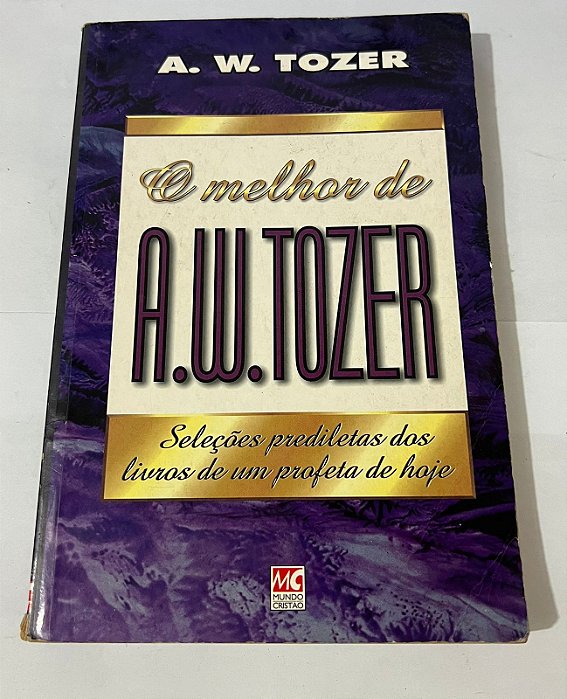 A. W. TOZER
O melhor de
A.W.TOZER
Seleções prediletas dos
livros de um profeta de hoje
MC
MUNDO
CRISTÃO